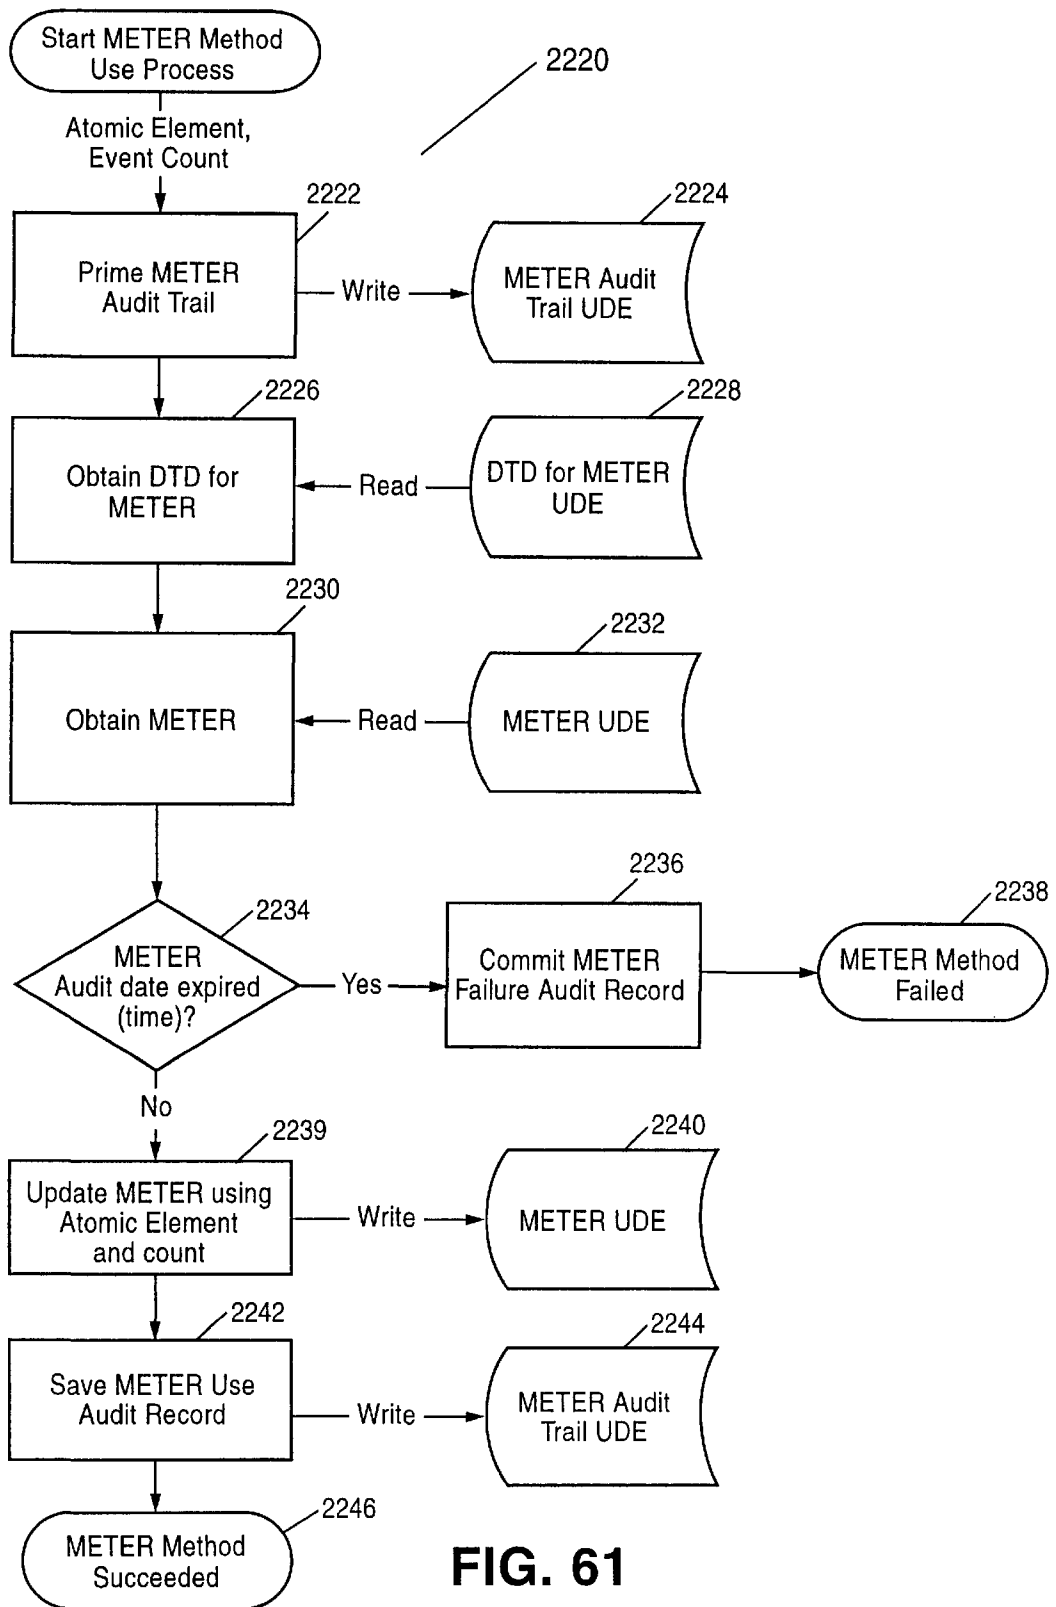 Start METER Method
Use Process
2220
Atomic Element,
Event Count
2222
2224
Prime METER
Audit Trail
Write
METER Audit
Trail UDE
2226
2228
Obtain DTD for
METER
Read
DTD for METER
UDE
2230
2232
Obtain METER
Read
METER UDE
2234
2236
2238
METER
Audit date expired
(time)?
Yes
Commit METER
Failure Audit Record
METER Method
Failed
No
2239
2240
Update METER using
Atomic Element
and count
Write
METER UDE
2242
2244
Save METER Use
Audit Record
Write
METER Audit
Trail UDE
2246
METER Method
Succeeded
FIG. 61